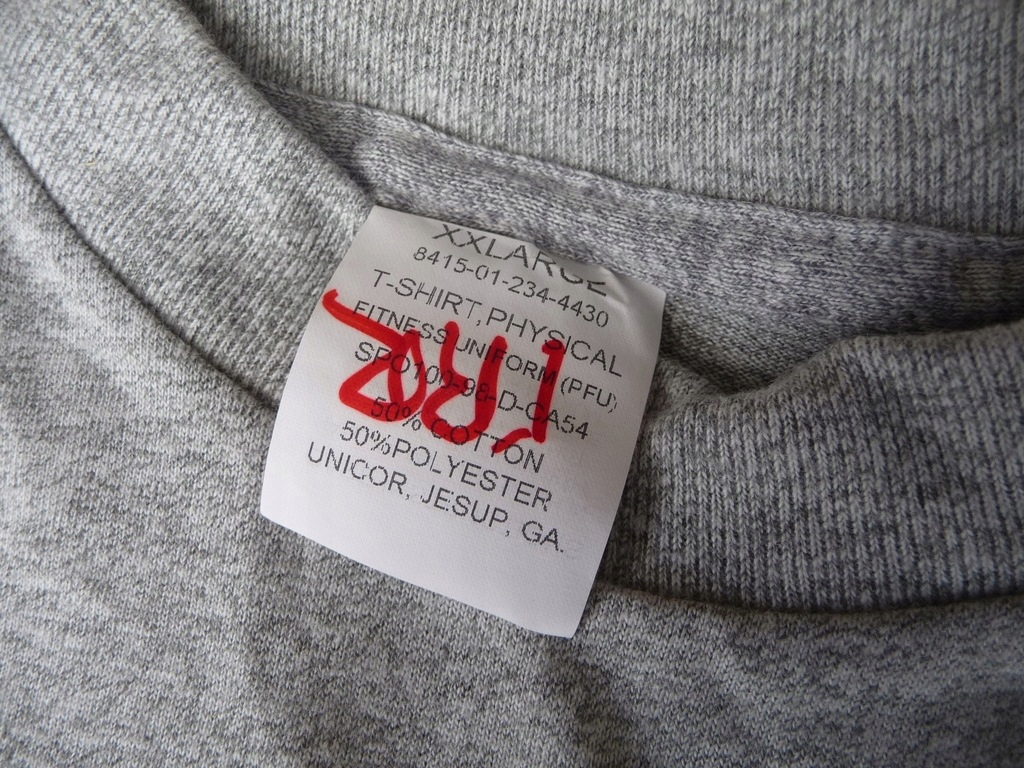 XXLARGE
8415-01-234-4430
T-SHIRT, PHYSICAL
FITNESS UNIFORM (PFU)
SPO100-98-D-CA54
50% COTTON
50%POLYESTER
UNICOR, JESUP, GA.